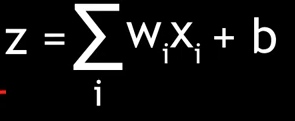 z = ∑ wᵢxᵢ + b
i